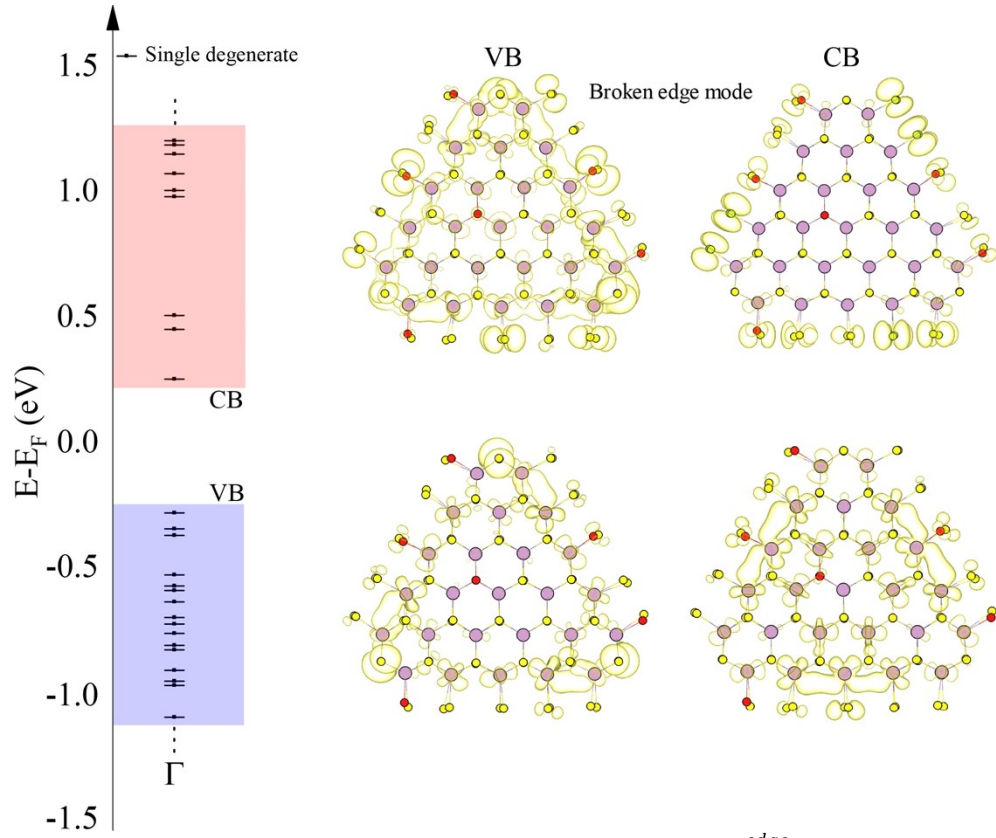 Single degenerate
VB
CB
Broken edge mode
1.5
1.0
0.5
0.0
-0.5
-1.0
-1.5
E-E_F (eV)
CB
VB
Γ
edge